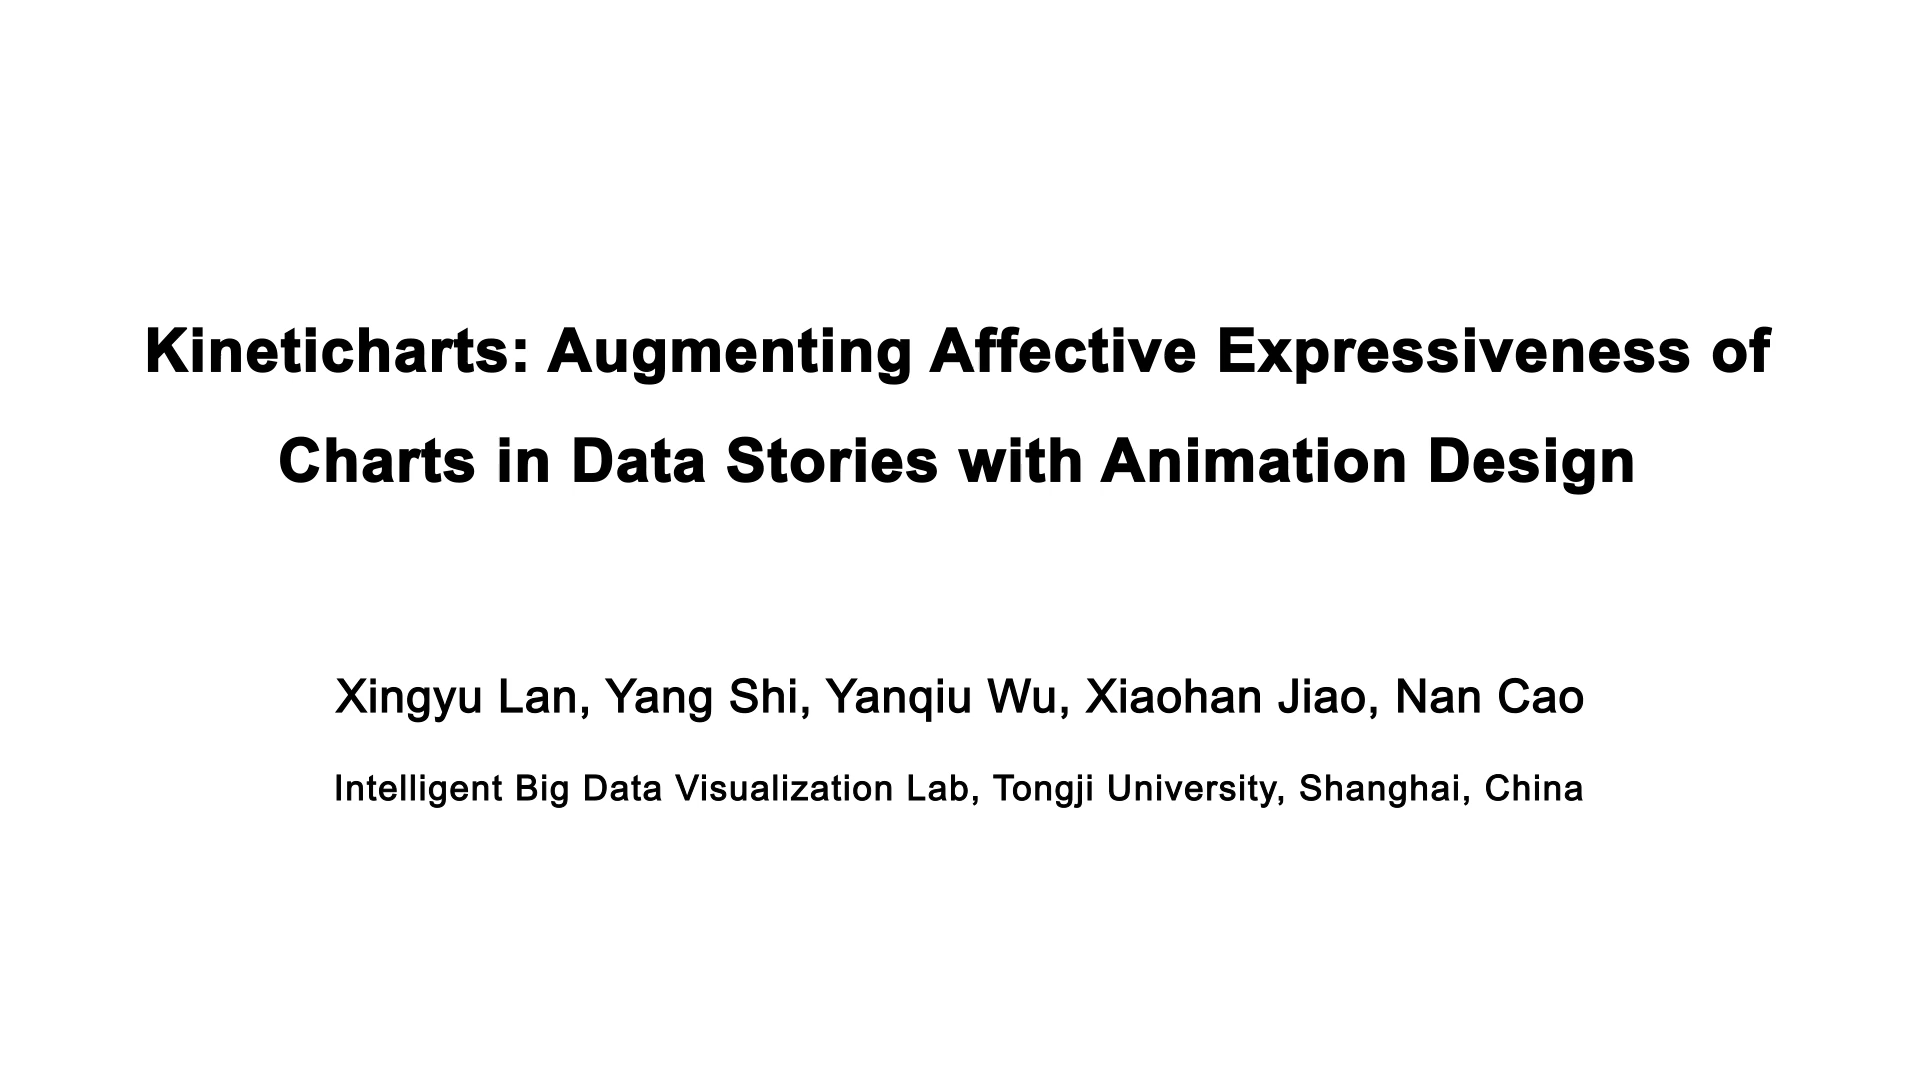 Kineticharts: Augmenting Affective Expressiveness of
Charts in Data Stories with Animation Design
Xingyu Lan, Yang Shi, Yanqiu Wu, Xiaohan Jiao, Nan Cao
Intelligent Big Data Visualization Lab, Tongji University, Shanghai, China